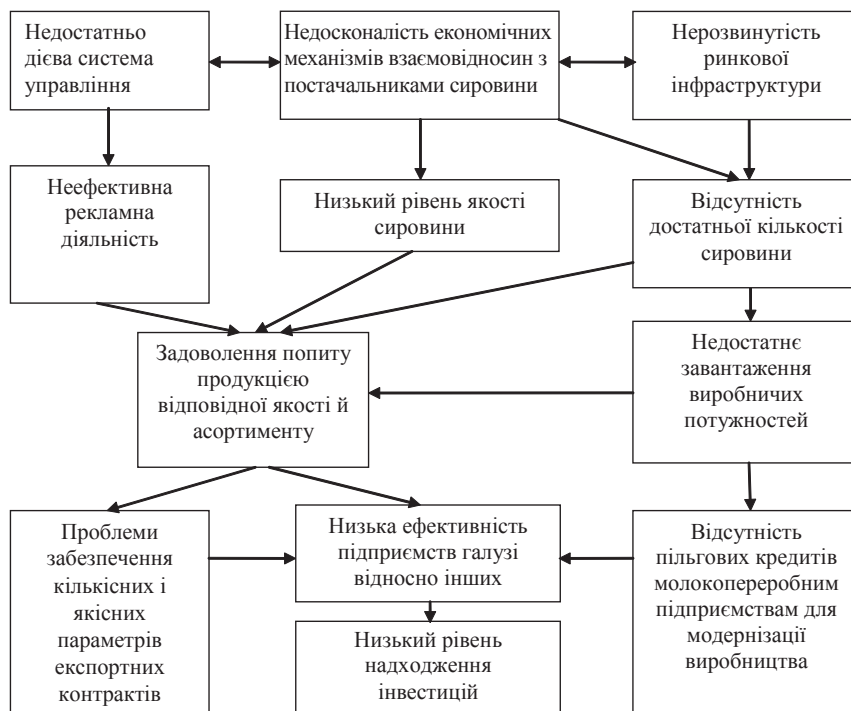 Недостатньо
дієва система
управління
Недосконалість економічних
механізмів взаємовідносин з
постачальниками сировини
Нерозвинутість
ринкової
інфраструктури
Неефективна
рекламна
діяльність
Низький рівень якості
сировини
Відсутність
достатньої кількості
сировини
Задоволення попиту
продукцією
відповідної якості й
асортименту
Недостатнє
завантаження
виробничих
потужностей
Проблеми
забезпечення
кількісних і
якісних
параметрів
експортних
контрактів
Низька ефективність
підприємств галузі
відносно інших
Відсутність
пільгових кредитів
молокопереробним
підприємствам для
модернізації
виробництва
Низький рівень
надходження
інвестицій